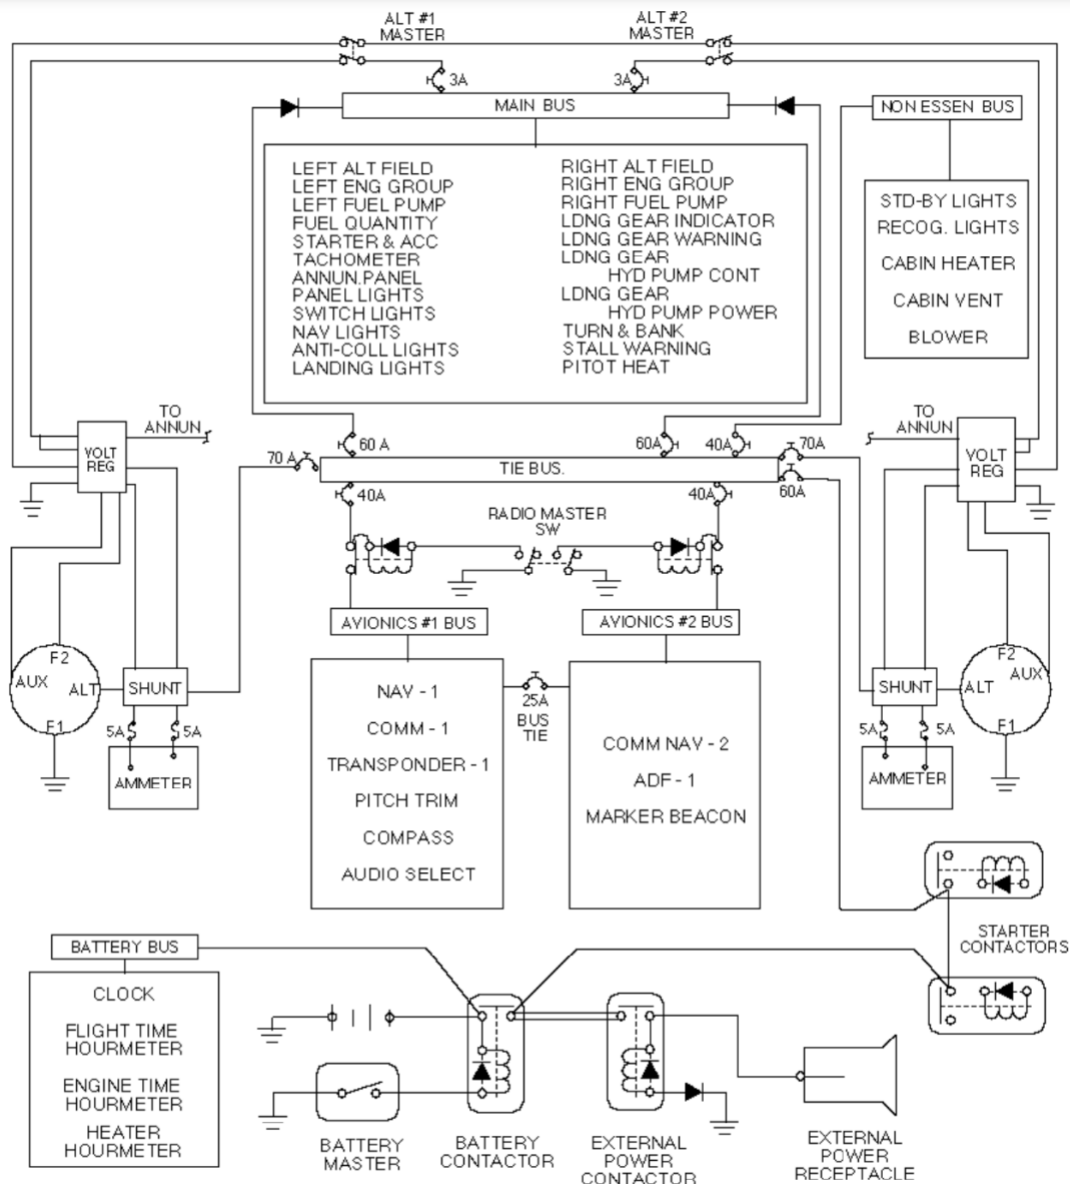 ALT #1
MASTER
ALT #2
MASTER
3A
3A
MAIN BUS
NON ESSEN BUS
LEFT ALT FIELD
LEFT ENG GROUP
LEFT FUEL PUMP
FUEL QUANTITY
STARTER & ACC
TACHOMETER
ANNUN.PANEL
PANEL LIGHTS
SWITCH LIGHTS
NAV LIGHTS
ANTI-COLL LIGHTS
LANDING LIGHTS
RIGHT ALT FIELD
RIGHT ENG GROUP
RIGHT FUEL PUMP
LDNG GEAR INDICATOR
LDNG GEAR WARNING
LDNG GEAR
HYD PUMP CONT
LDNG GEAR
HYD PUMP POWER
TURN & BANK
STALL WARNING
PITOT HEAT
STD-BY LIGHTS
RECOG. LIGHTS
CABIN HEATER
CABIN VENT
BLOWER
TO
ANNUN
VOLT
REG
60 A
60A
40A
70A
TO
ANNUN
VOLT
REG
70 A
TIE BUS.
40A
40A
60A
RADIO MASTER
SW
AVIONICS #1 BUS
AVIONICS #2 BUS
F2
AUX
ALT
F1
SHUNT
5A
5A
AMMETER
NAV - 1
COMM - 1
TRANSPONDER - 1
PITCH TRIM
COMPASS
AUDIO SELECT
25A
BUS
TIE
COMM NAV - 2
ADF - 1
MARKER BEACON
SHUNT
F2
AUX
ALT
F1
5A
5A
AMMETER
STARTER
CONTACTORS
BATTERY BUS
CLOCK
FLIGHT TIME
HOURMETER
ENGINE TIME
HOURMETER
HEATER
HOURMETER
BATTERY
MASTER
BATTERY
CONTACTOR
EXTERNAL
POWER
CONTACTOR
EXTERNAL
POWER
RECEPTACLE